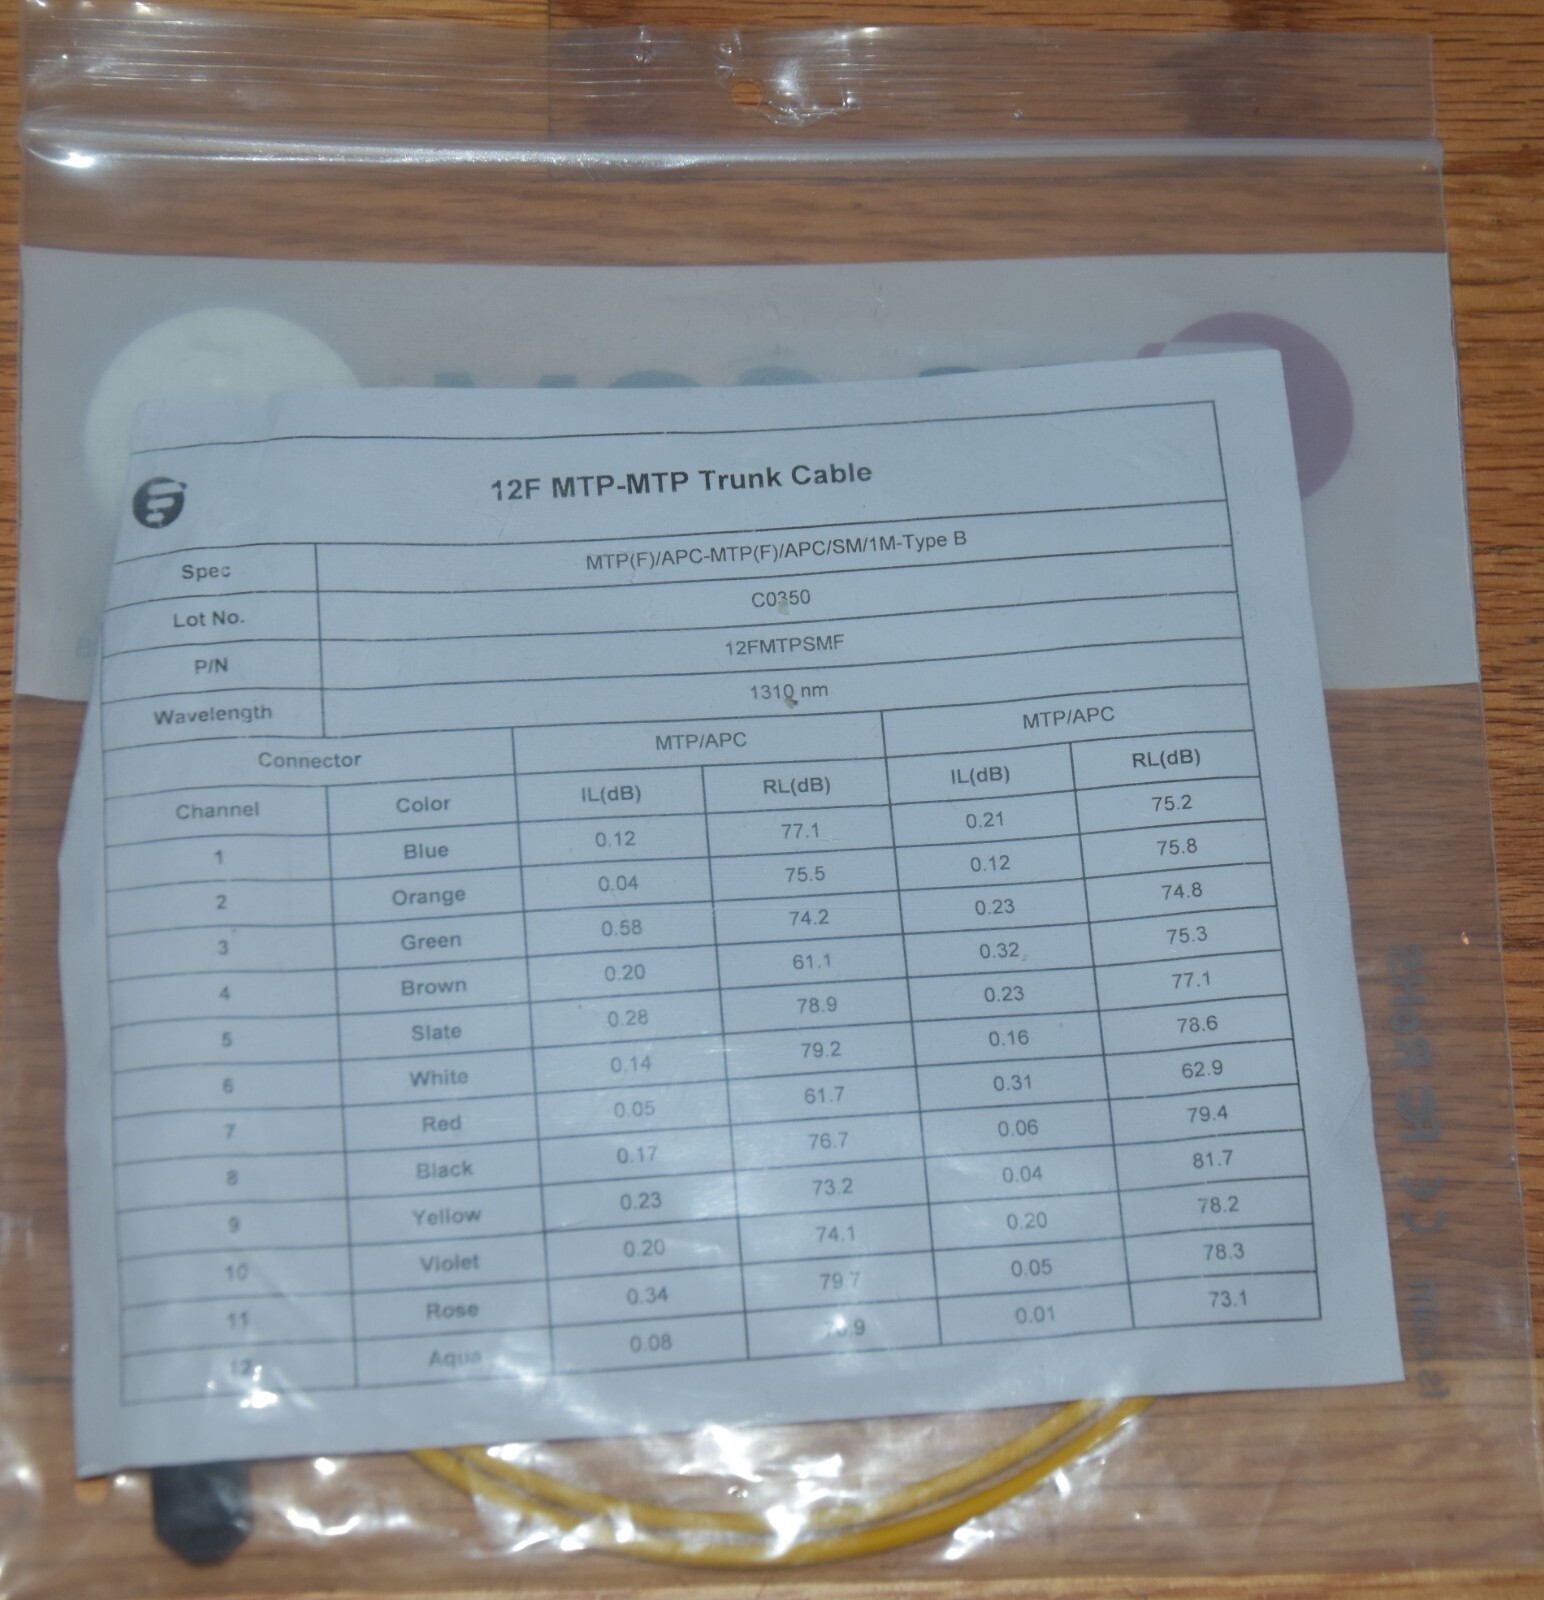 12F MTP-MTP Trunk Cable
Spec MTP(F)/APC-MTP(F)/APC/SM/1M-Type B
Lot No. C0350
P/N 12FMTPSMF
Wavelength 1310 nm
Connector MTP/APC MTP/APC
Channel Color IL(dB) RL(dB) IL(dB) RL(dB)
1 Blue 0.12 77.1 0.21 75.2
2 Orange 0.04 75.5 0.12 75.8
3 Green 0.58 74.2 0.23 74.8
4 Brown 0.20 61.1 0.32 75.3
5 Slate 0.28 78.9 0.23 77.1
6 White 0.14 79.2 0.16 78.6
7 Red 0.05 61.7 0.31 62.9
8 Black 0.17 76.7 0.06 79.4
9 Yellow 0.23 73.2 0.04 81.7
10 Violet 0.20 74.1 0.20 78.2
11 Rose 0.34 79.7 0.05 78.3
12 Aqua 0.08 0.01 73.1